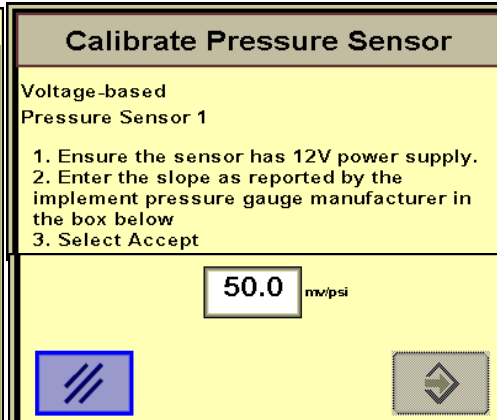 Calibrate Pressure Sensor
Voltage-based
Pressure Sensor 1
1. Ensure the sensor has 12V power supply.
2. Enter the slope as reported by the
implement pressure gauge manufacturer in
the box below
3. Select Accept
50.0 mv/psi